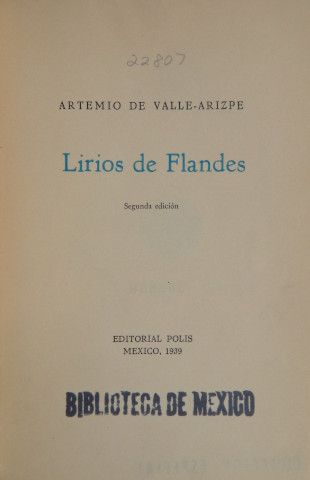 22807
ARTEMIO DE VALLE-ARIZPE
Lirios de Flandes
Segunda edición
EDITORIAL POLIS
MEXICO, 1939
BIBLIOTECA DE MEXICO